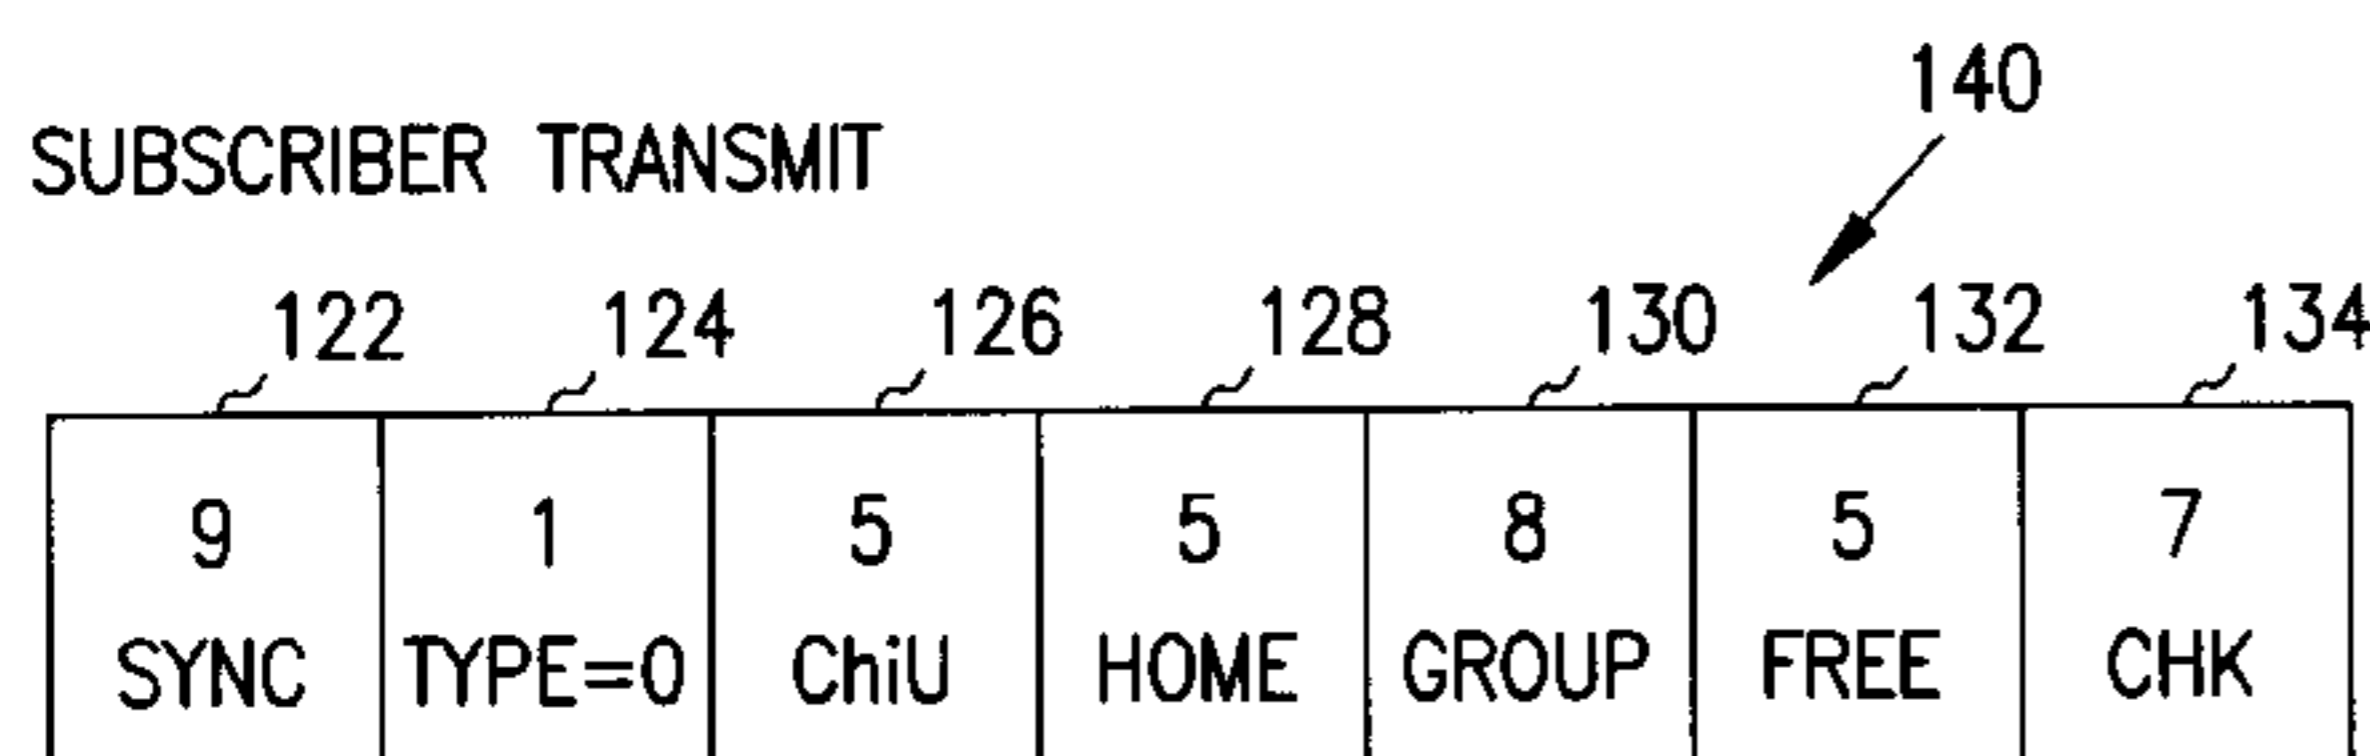 140
SUBSCRIBER TRANSMIT
122 124 126 128 130 132 134
9 1 5 5 8 5 7
SYNC TYPE=0 ChiU HOME GROUP FREE CHK